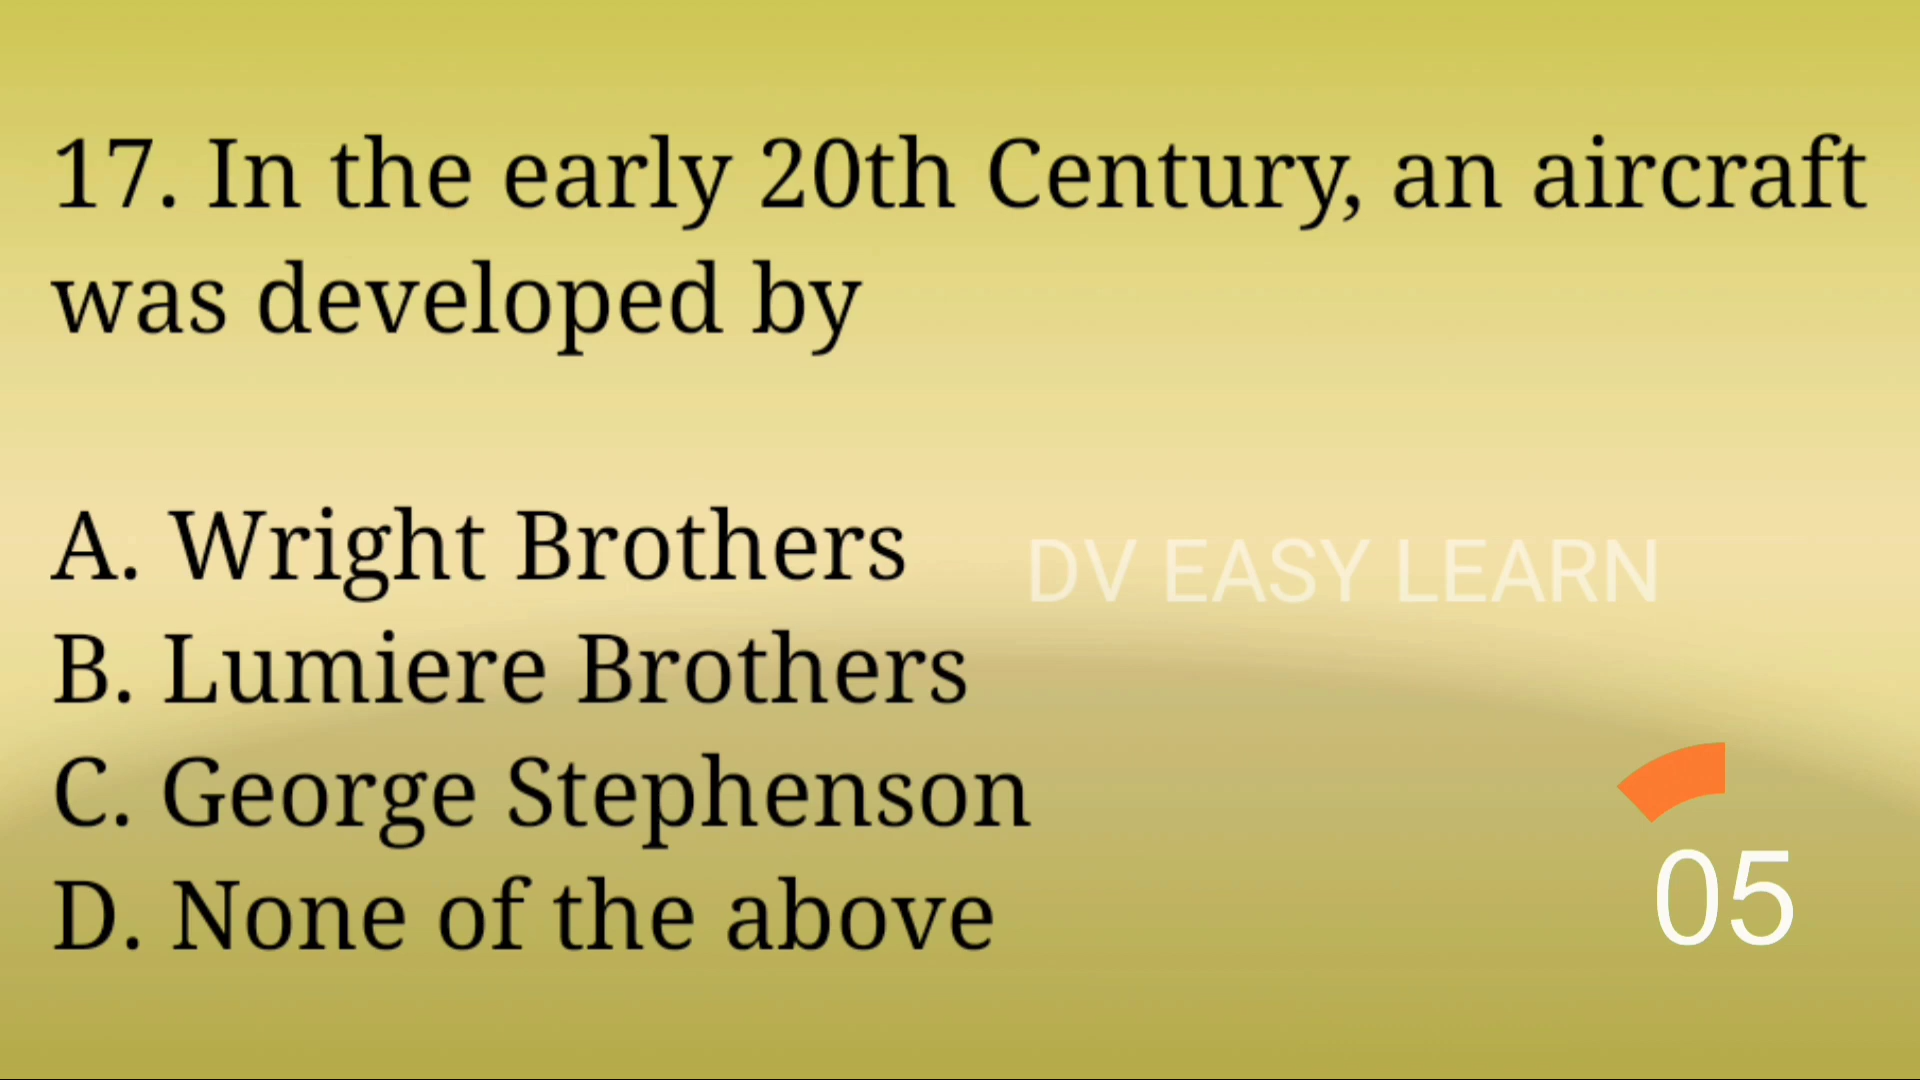 17. In the early 20th Century, an aircraft
was developed by
A. Wright Brothers
DV EASY LEARN
B. Lumiere Brothers
C. George Stephenson
D. None of the above
05